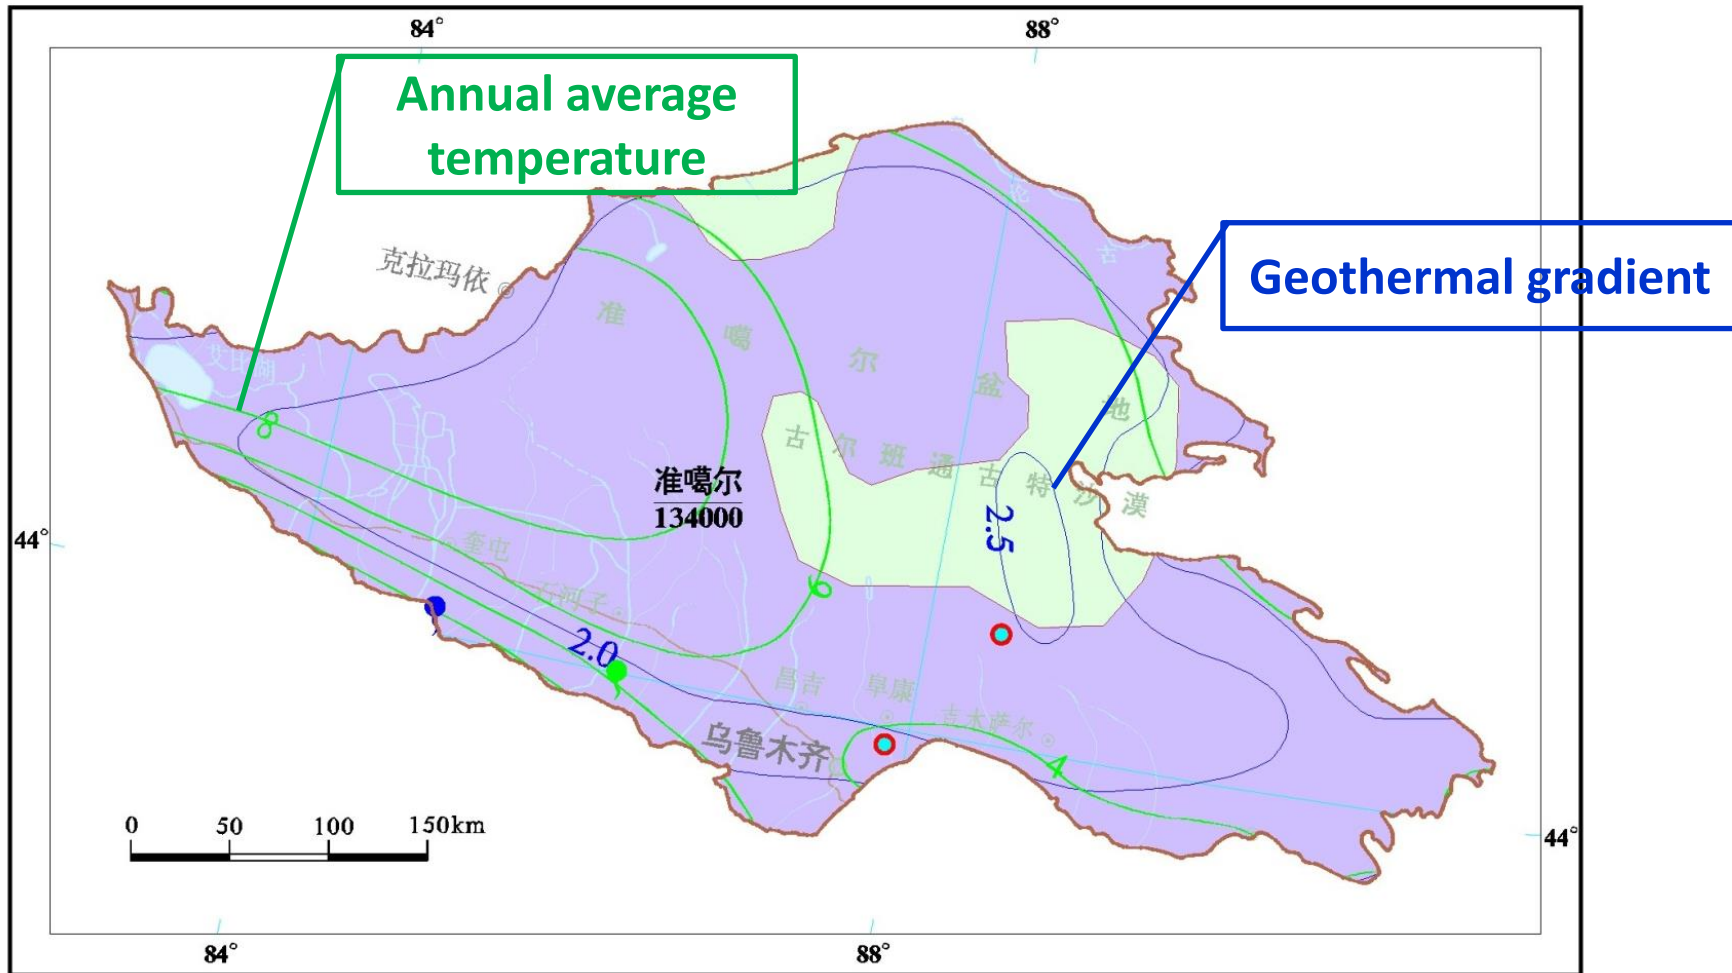 84°
88°
Annual average
temperature
Geothermal gradient
克拉玛依
准噶尔盆地
艾比湖
8
古尔班通古特沙漠
准噶尔
134000
2.5
44°
奎屯
石河子
6
2.0
昌吉
阜康
吉木萨尔
乌鲁木齐
4
0 50 100 150km
44°
84°
88°